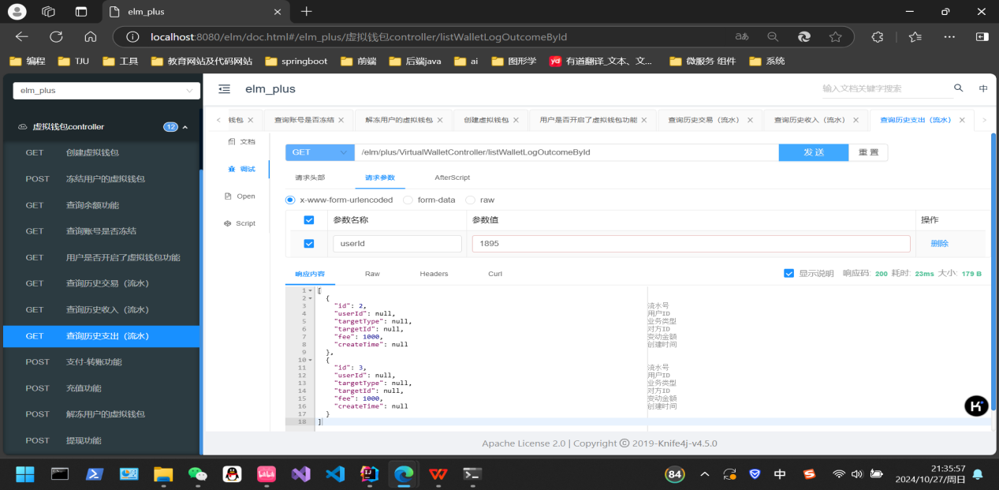 elm_plus
localhost:8080/elm/doc.html#/elm_plus/虚拟钱包controller/listWalletLogOutcomeById
编程 TJU 工具 教育网站及代码网站 springboot 前端 后端java ai 图形学 yd 有道翻译_文本、文... 微服务 组件 系统
elm_plus
elm_plus
输入文档关键字搜索
中
虚拟钱包controller 12
GET 创建虚拟钱包
POST 冻结用户的虚拟钱包
GET 查询余额功能
GET 查询账号是否冻结
GET 用户是否开启了虚拟钱包功能
GET 查询历史交易（流水）
GET 查询历史收入（流水）
GET 查询历史支出（流水）
POST 支付-转账功能
POST 充值功能
POST 解冻用户的虚拟钱包
POST 提现功能
钱包 查询账号是否冻结 解冻用户的虚拟钱包 创建虚拟钱包 用户是否开启了虚拟钱包功能 查询历史交易（流水） 查询历史收入（流水） 查询历史支出（流水）
文档
调试
Open
Script
GET /elm/plus/VirtualWalletController/listWalletLogOutcomeById 发 送 重 置
请求头部 请求参数 AfterScript
x-www-form-urlencoded form-data raw
参数名称 参数值 操作
userId 1895 删除
响应内容 Raw Headers Curl 显示说明 响应码: 200 耗时: 23ms 大小: 179 B
1 [
2 {
3 "id": 2, 流水号
4 "userId": null, 用户ID
5 "targetType": null, 业务类型
6 "targetId": null, 对方ID
7 "fee": 1000, 变动金额
8 "createTime": null 创建时间
9 },
10 {
11 "id": 3, 流水号
12 "userId": null, 用户ID
13 "targetType": null, 业务类型
14 "targetId": null, 对方ID
15 "fee": 1000, 变动金额
16 "createTime": null 创建时间
17 }
18 ]
Apache License 2.0 | Copyright © 2019-Knife4j-v4.5.0
84 中 21:35:57
2024/10/27/周日